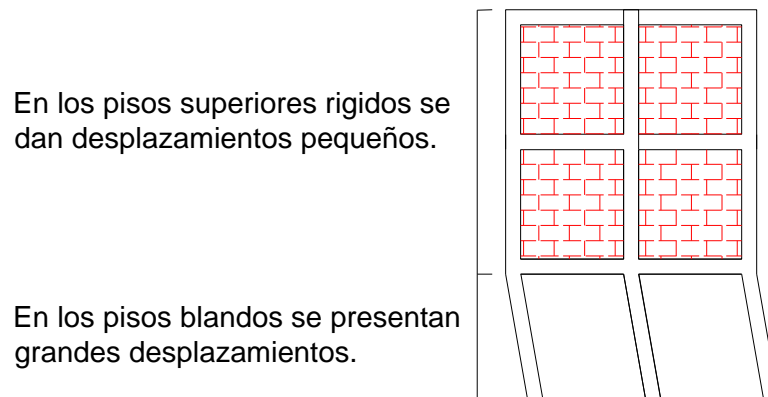 En los pisos superiores rigidos se
dan desplazamientos pequeños.
En los pisos blandos se presentan
grandes desplazamientos.